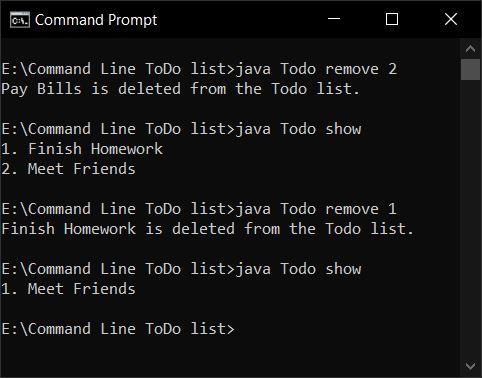 Command Prompt
E:\Command Line ToDo list>java Todo remove 2
Pay Bills is deleted from the Todo list.
E:\Command Line ToDo list>java Todo show
1. Finish Homework
2. Meet Friends
E:\Command Line ToDo list>java Todo remove 1
Finish Homework is deleted from the Todo list.
E:\Command Line ToDo list>java Todo show
1. Meet Friends
E:\Command Line ToDo list>